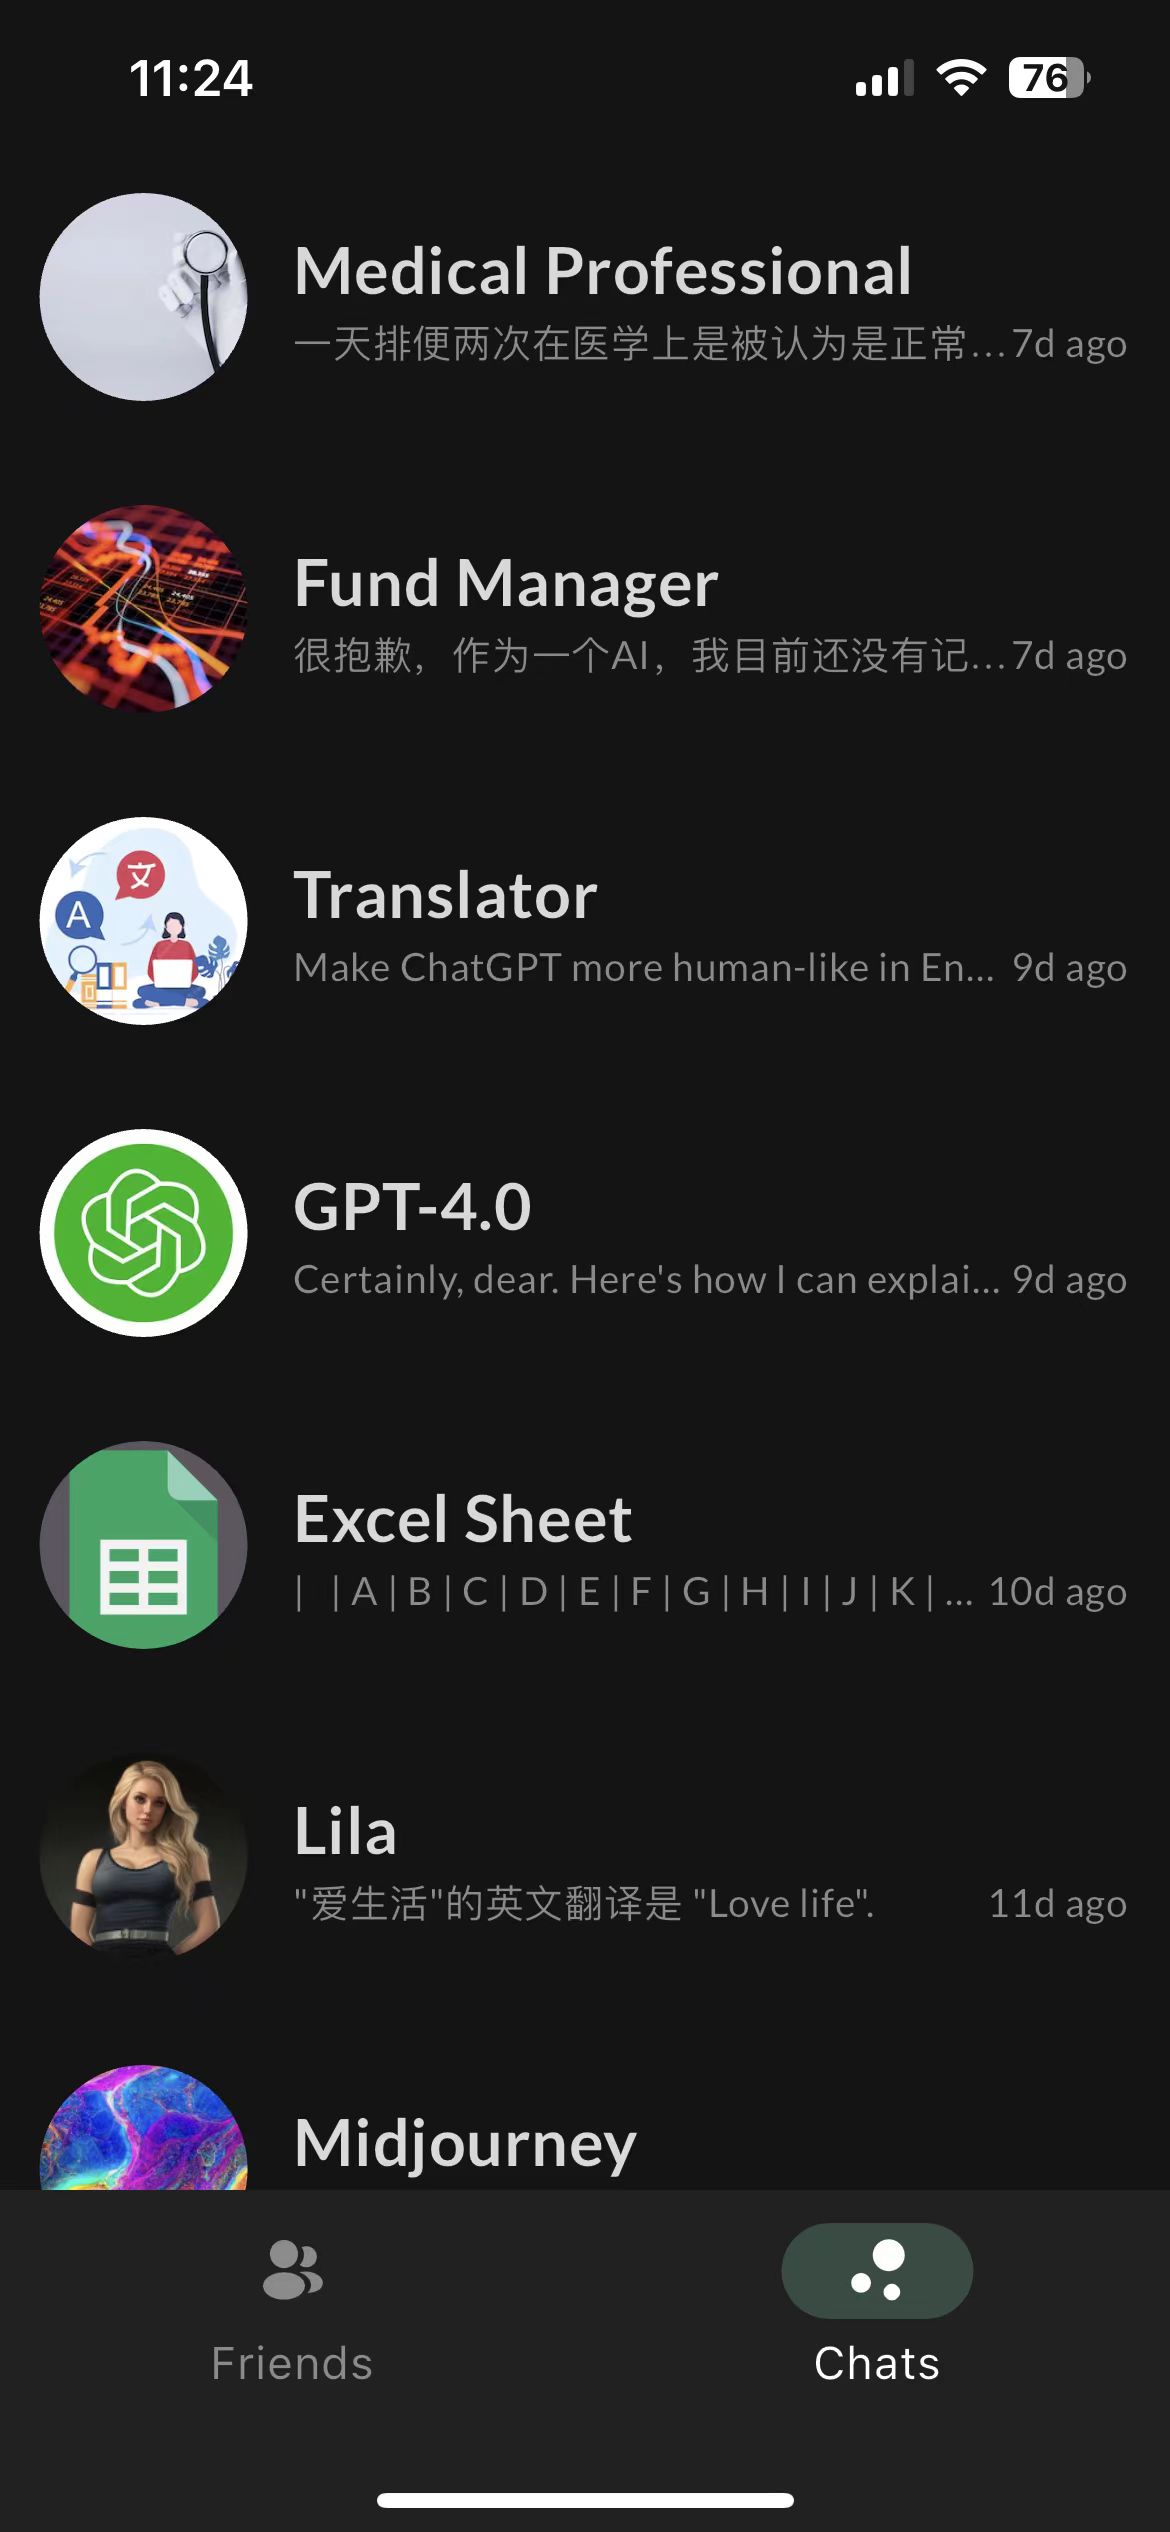 11:24
76
Medical Professional
一天排便两次在医学上是被认为是正常... 7d ago
Fund Manager
很抱歉，作为一个AI，我目前还没有记... 7d ago
文
A
Translator
Make ChatGPT more human-like in En... 9d ago
GPT-4.0
Certainly, dear. Here's how I can explai... 9d ago
Excel Sheet
| | A | B | C | D | E | F | G | H | I | J | K | ... 10d ago
Lila
"爱生活"的英文翻译是 "Love life". 11d ago
Midjourney
Friends
Chats